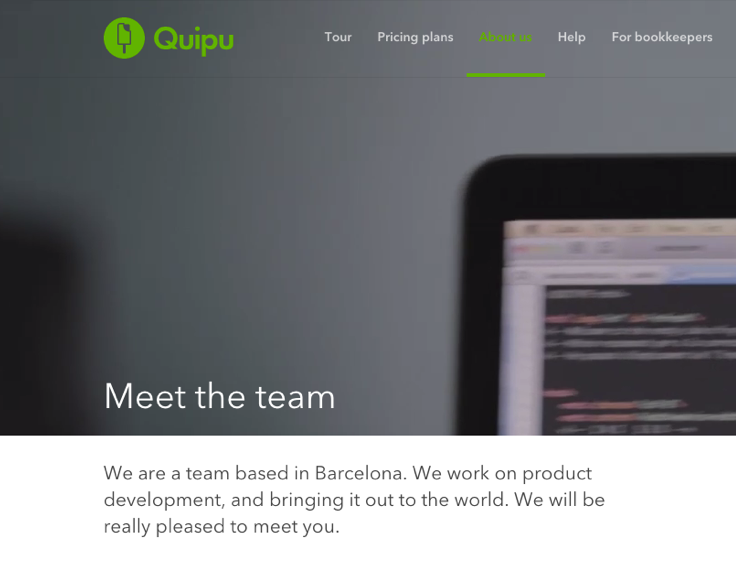 Quipu
Tour Pricing plans About us Help For bookkeepers
Meet the team
We are a team based in Barcelona. We work on product
development, and bringing it out to the world. We will be
really pleased to meet you.